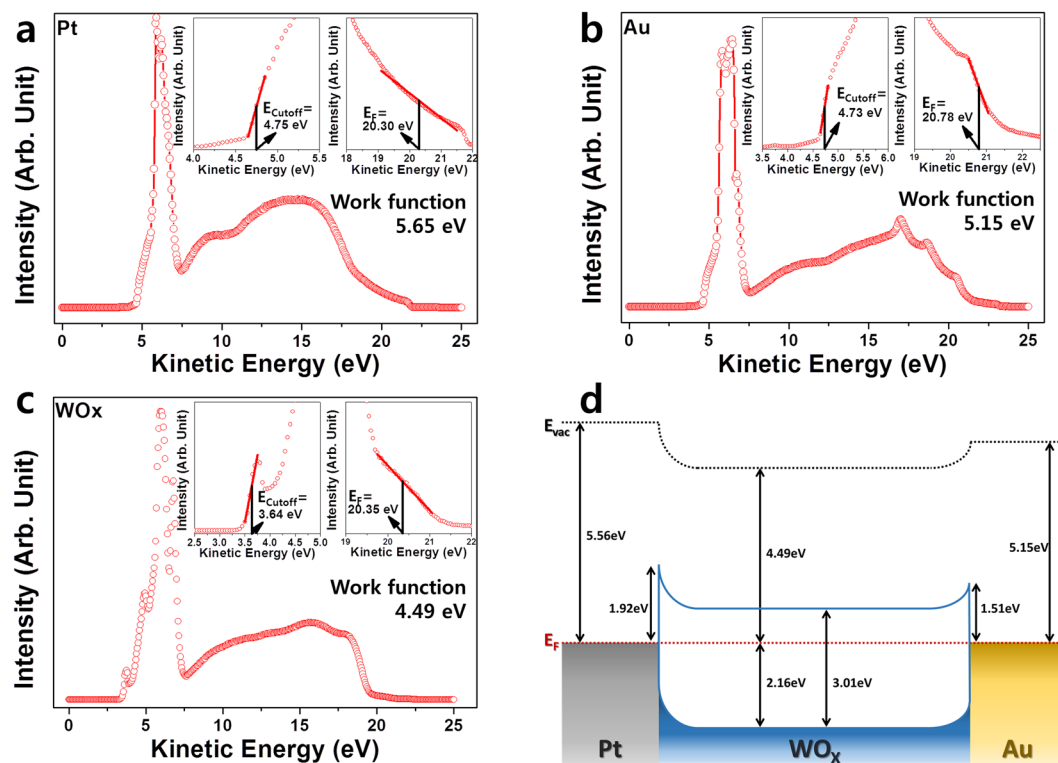 a
Pt
Intensity (Arb. Unit)
Kinetic Energy (eV)
0 5 10 15 20 25
Intensity (Arb. Unit)
E_Cutoff=
4.75 eV
4.0 4.5 5.0 5.5
Kinetic Energy (eV)
Intensity (Arb. Unit)
E_F=
20.30 eV
18 19 20 21 22
Kinetic Energy (eV)
Work function
5.65 eV
b
Au
Intensity (Arb. Unit)
Kinetic Energy (eV)
0 5 10 15 20 25
Intensity (Arb. Unit)
E_Cutoff=
4.73 eV
3.5 4.0 4.5 5.0 5.5 6.0
Kinetic Energy (eV)
Intensity (Arb. Unit)
E_F=
20.78 eV
19 20 21 22
Kinetic Energy (eV)
Work function
5.15 eV
c
WOx
Intensity (Arb. Unit)
Kinetic Energy (eV)
0 5 10 15 20 25
Intensity (Arb. Unit)
E_Cutoff=
3.64 eV
2.5 3.0 3.5 4.0 4.5 5.0
Kinetic Energy (eV)
Intensity (Arb. Unit)
E_F=
20.35 eV
19 20 21 22
Kinetic Energy (eV)
Work function
4.49 eV
d
E_vac
5.56eV
4.49eV
5.15eV
1.92eV
1.51eV
E_F
2.16eV
3.01eV
Pt
WO_X
Au